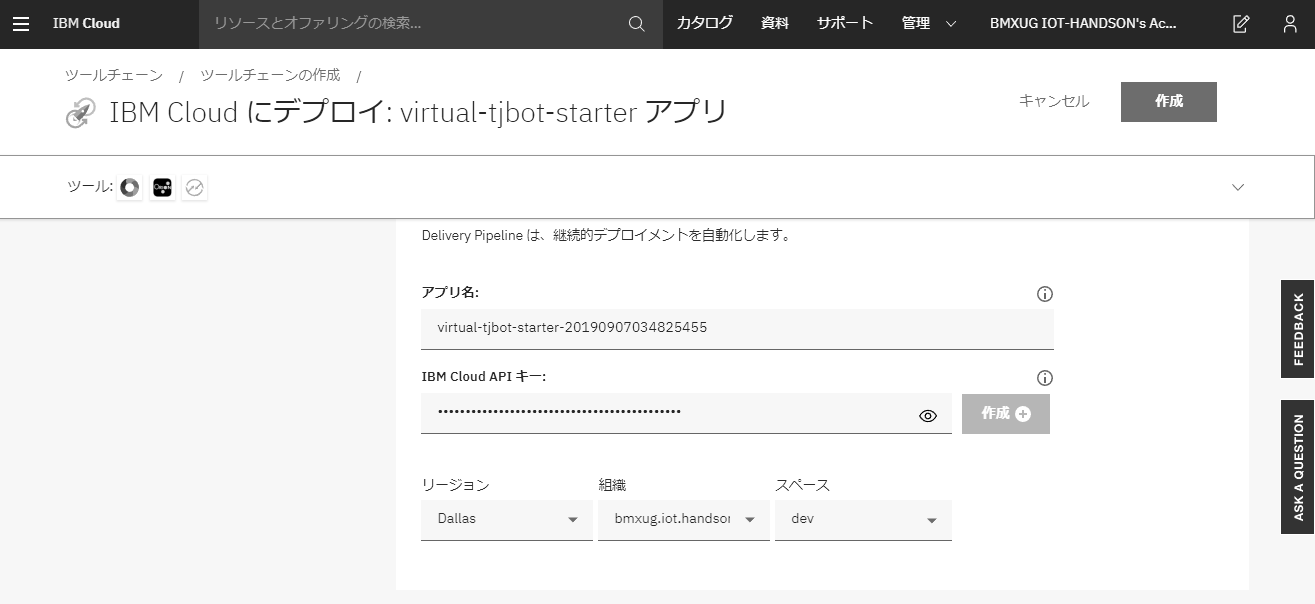 IBM Cloud
リソースとオファリングの検索...
カタログ
資料
サポート
管理
BMXUG IOT-HANDSON's Ac...
ツールチェーン / ツールチェーンの作成 /
IBM Cloud にデプロイ: virtual-tjbot-starter アプリ
キャンセル
作成
ツール:
Delivery Pipeline は、継続的デプロイメントを自動化します。
アプリ名:
virtual-tjbot-starter-20190907034825455
IBM Cloud API キー:
作成
リージョン
組織
スペース
Dallas
bmxug.iot.handson
dev
FEEDBACK
ASK A QUESTION